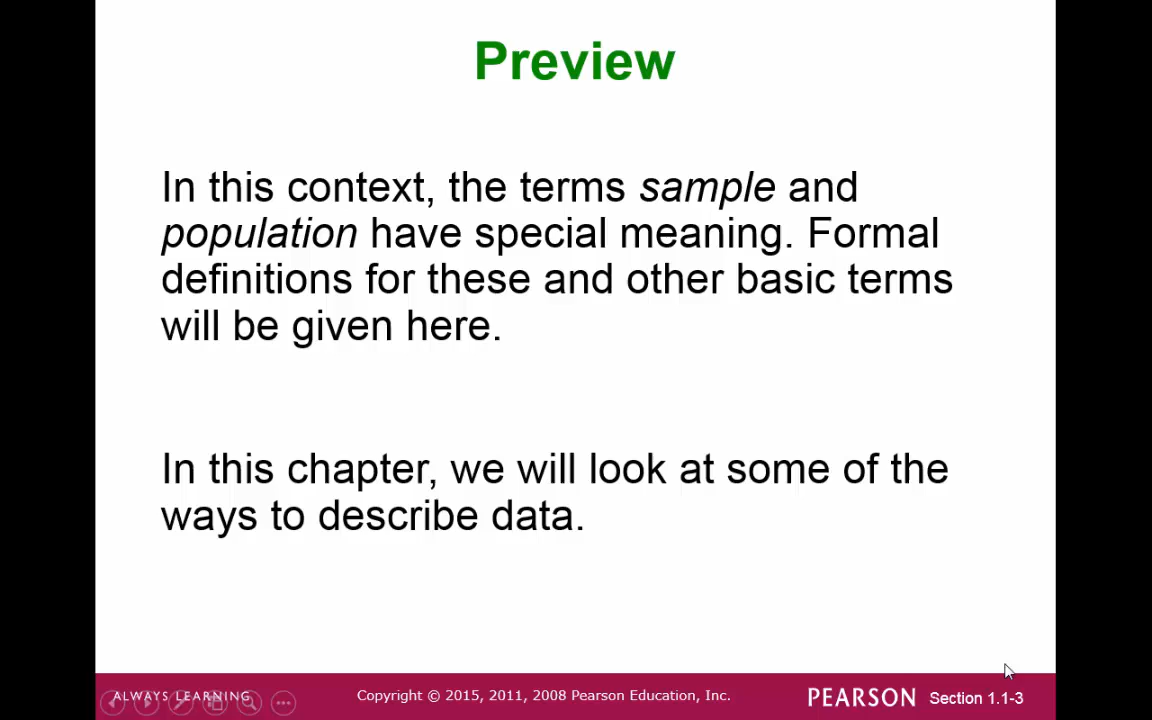 Preview
In this context, the terms sample and
population have special meaning. Formal
definitions for these and other basic terms
will be given here.
In this chapter, we will look at some of the
ways to describe data.
ALWAYS LEARNING
Copyright © 2015, 2011, 2008 Pearson Education, Inc.
PEARSON
Section 1.1-3